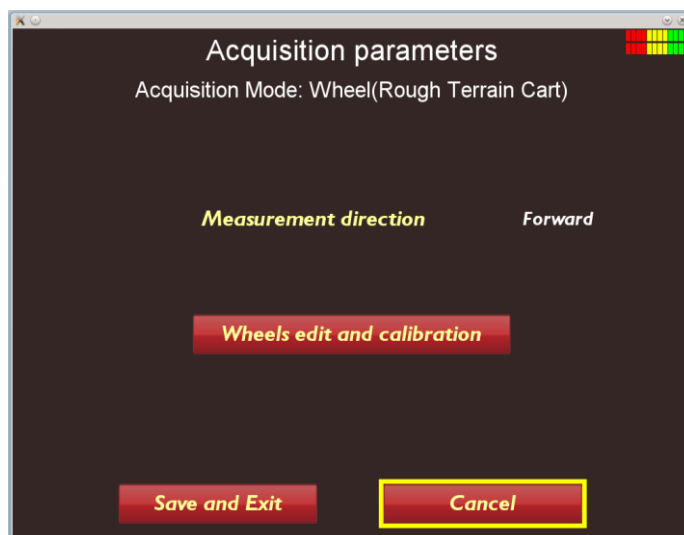 Acquisition parameters
Acquisition Mode: Wheel(Rough Terrain Cart)
Measurement direction Forward
Wheels edit and calibration
Save and Exit Cancel